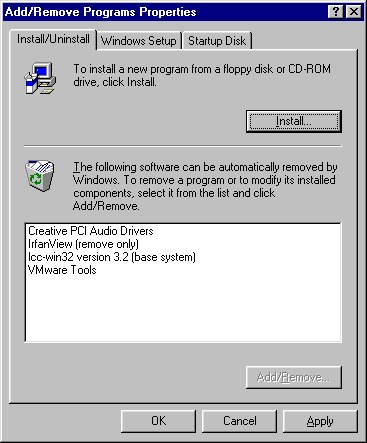 Add/Remove Programs Properties
Install/Uninstall Windows Setup Startup Disk
To install a new program from a floppy disk or CD-ROM
drive, click Install.
Install...
The following software can be automatically removed by
Windows. To remove a program or to modify its installed
components, select it from the list and click
Add/Remove.
Creative PCI Audio Drivers
IrfanView (remove only)
lcc-win32 version 3.2 (base system)
VMware Tools
Add/Remove...
OK Cancel Apply